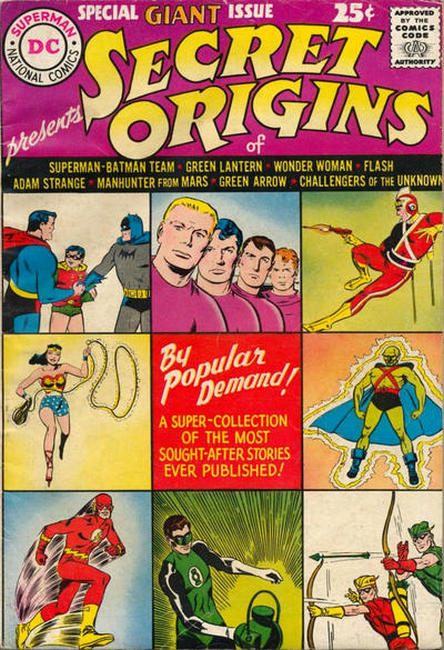 SPECIAL GIANT ISSUE 25¢
APPROVED
BY THE
COMICS
CODE
AUTHORITY
SUPERMAN
DC
NATIONAL COMICS
presents
SECRET
ORIGINS
of
SUPERMAN-BATMAN TEAM • GREEN LANTERN • WONDER WOMAN • FLASH
ADAM STRANGE • MANHUNTER FROM MARS • GREEN ARROW • CHALLENGERS OF THE UNKNOWN
By
Popular
Demand!
A SUPER-COLLECTION
OF THE MOST
SOUGHT-AFTER STORIES
EVER PUBLISHED!